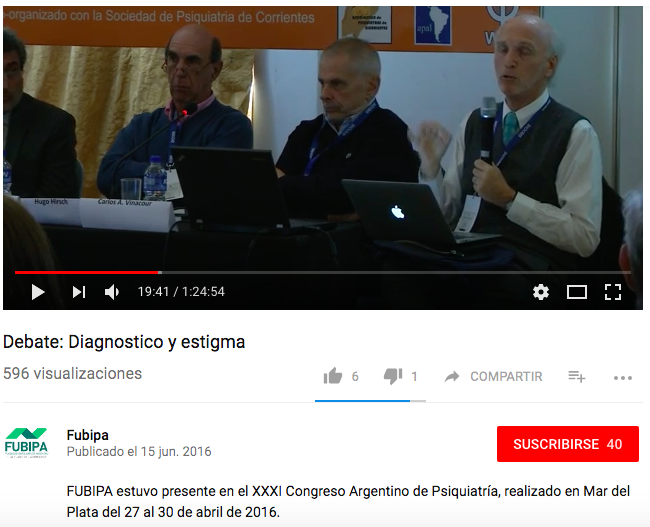 -organizado con la Sociedad de Psiquiatria de Corrientes
apal
W
Hugo Hirsch
Carlos A. Vinacour
19:41 / 1:24:54
Debate: Diagnostico y estigma
596 visualizaciones
6
1
COMPARTIR
FUBIPA
Fubipa
Publicado el 15 jun. 2016
SUSCRIBIRSE 40
FUBIPA estuvo presente en el XXXI Congreso Argentino de Psiquiatría, realizado en Mar del
Plata del 27 al 30 de abril de 2016.